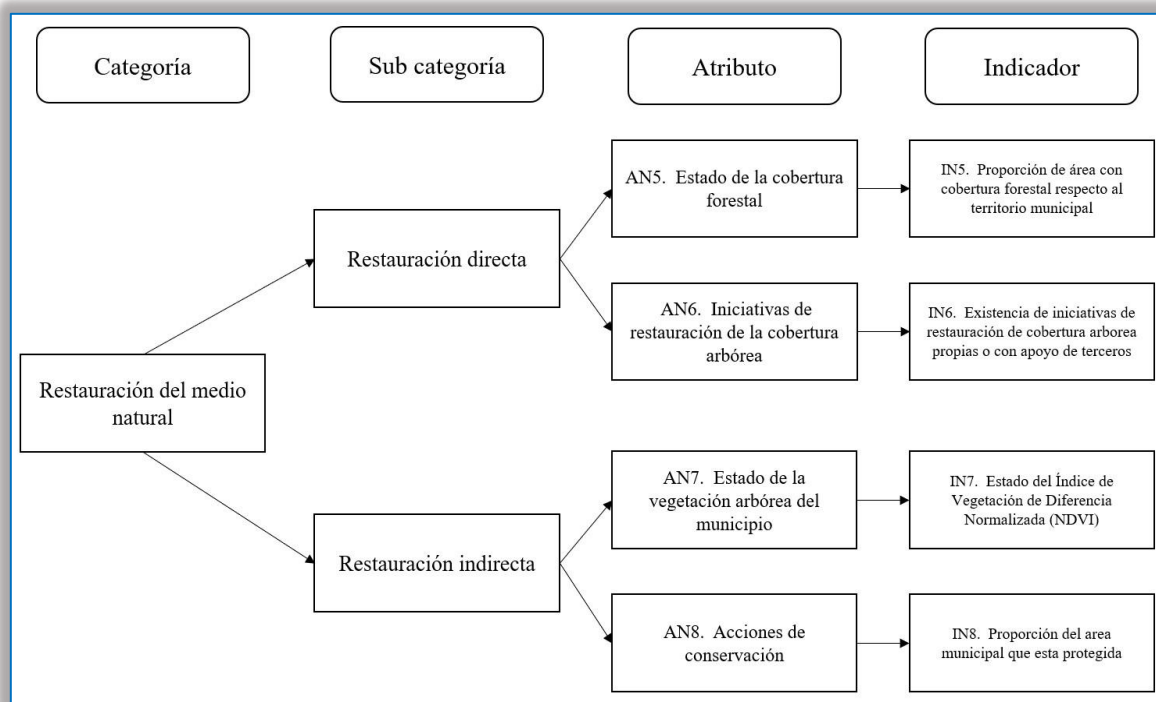 Categoría
Sub categoría
Atributo
Indicador
AN5. Estado de la cobertura
forestal
IN5. Proporción de área con
cobertura forestal respecto al
territorio municipal
Restauración directa
AN6. Iniciativas de
restauración de la cobertura
arbórea
IN6. Existencia de iniciativas de
restauración de cobertura arborea
propias o con apoyo de terceros
Restauración del medio
natural
AN7. Estado de la
vegetación arbórea del
municipio
IN7. Estado del Índice de
Vegetación de Diferencia
Normalizada (NDVI)
Restauración indirecta
AN8. Acciones de
conservación
IN8. Proporción del area
municipal que esta protegida